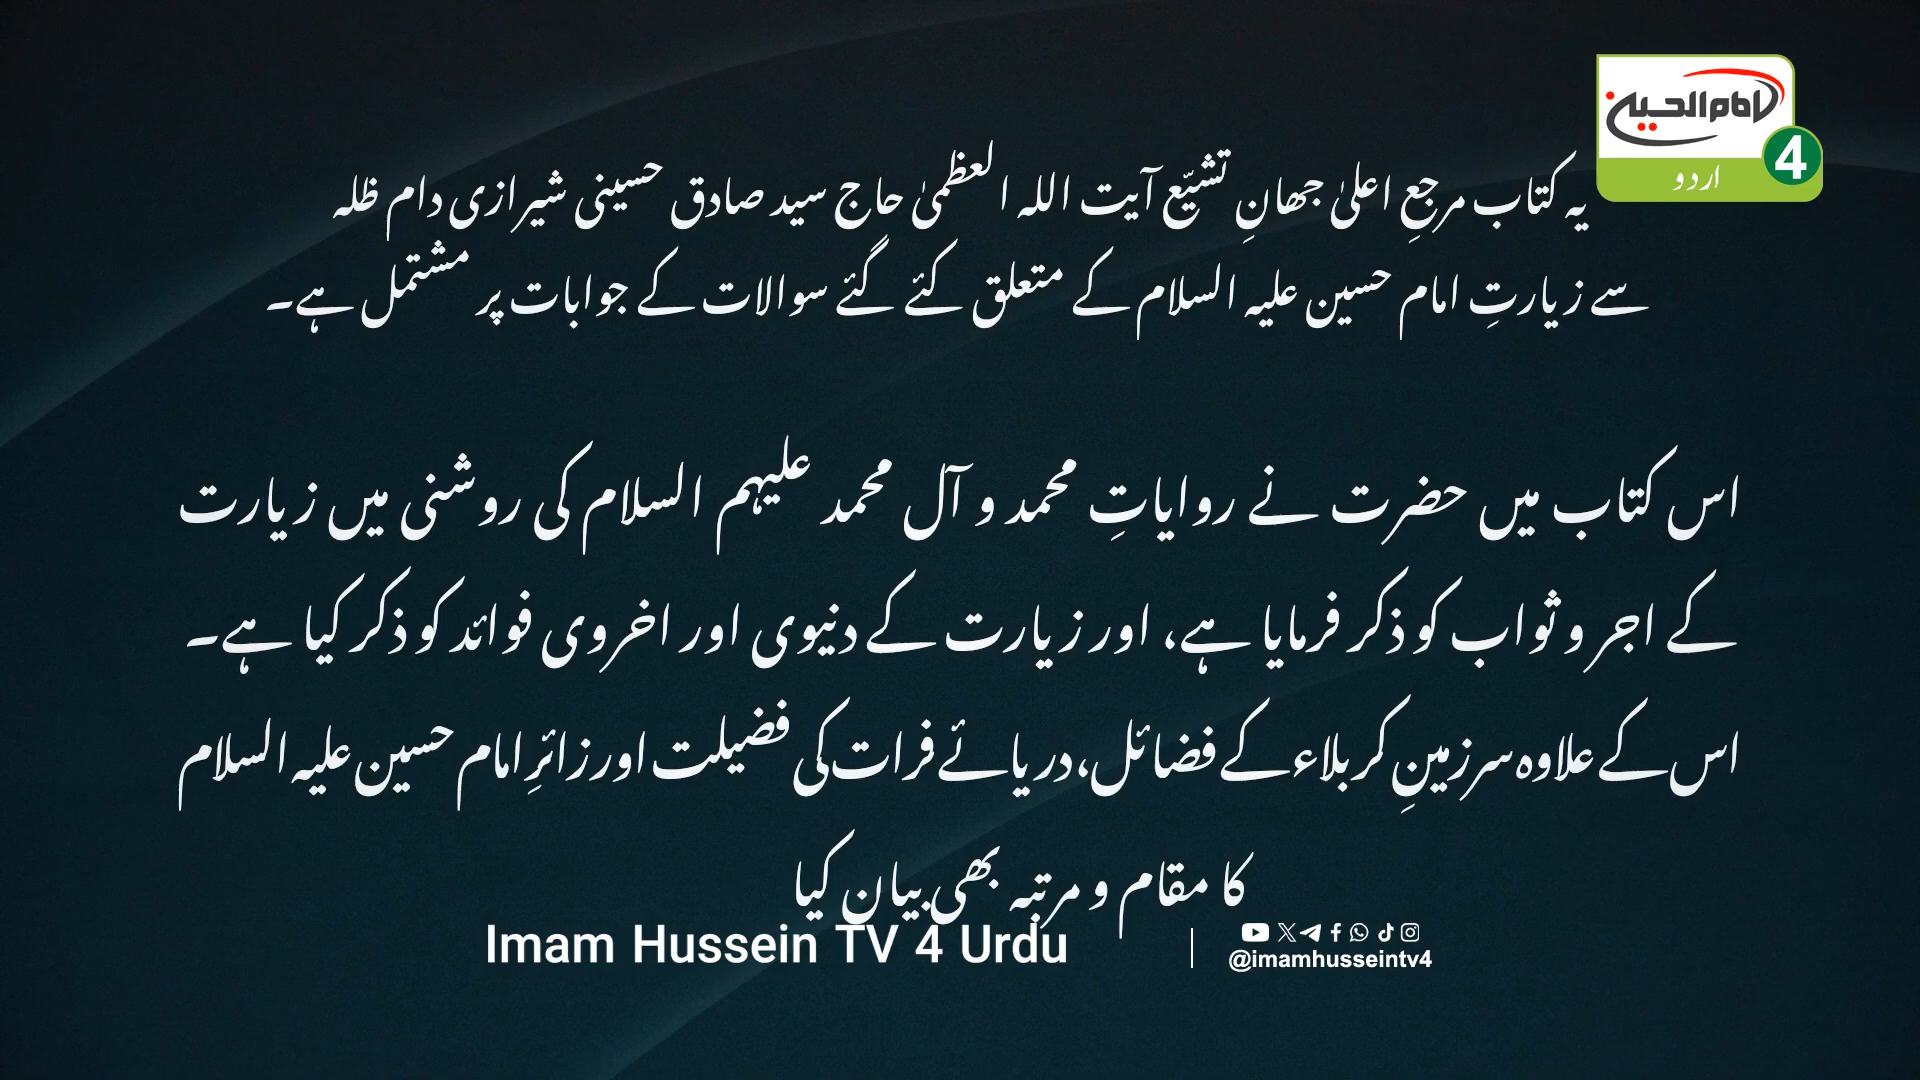 امام الحسین
4
اردو
یہ کتاب مرجعِ اعلیٰ جهانِ تشیّع آیت اللہ العظمیٰ حاج سید صادق حسینی شیرازی دام ظلہ
سے زیارتِ امام حسین علیہ السلام کے متعلق کئے گئے سوالات کے جوابات پر مشتمل ہے۔
اس کتاب میں حضرت نے روایاتِ محمد و آل محمد علیہم السلام کی روشنی میں زیارت
کے اجر و ثواب کو ذکر فرمایا ہے، اور زیارت کے دنیوی اور اخروی فوائد کو ذکر کیا ہے۔
اس کے علاوہ سرزمینِ کربلاء کے فضائل، دریائے فرات کی فضیلت اور زائرِ امام حسین علیہ السلام
کا مقام و مرتبہ بھی بیان کیا
Imam Hussein TV 4 Urdu
@imamhusseintv4